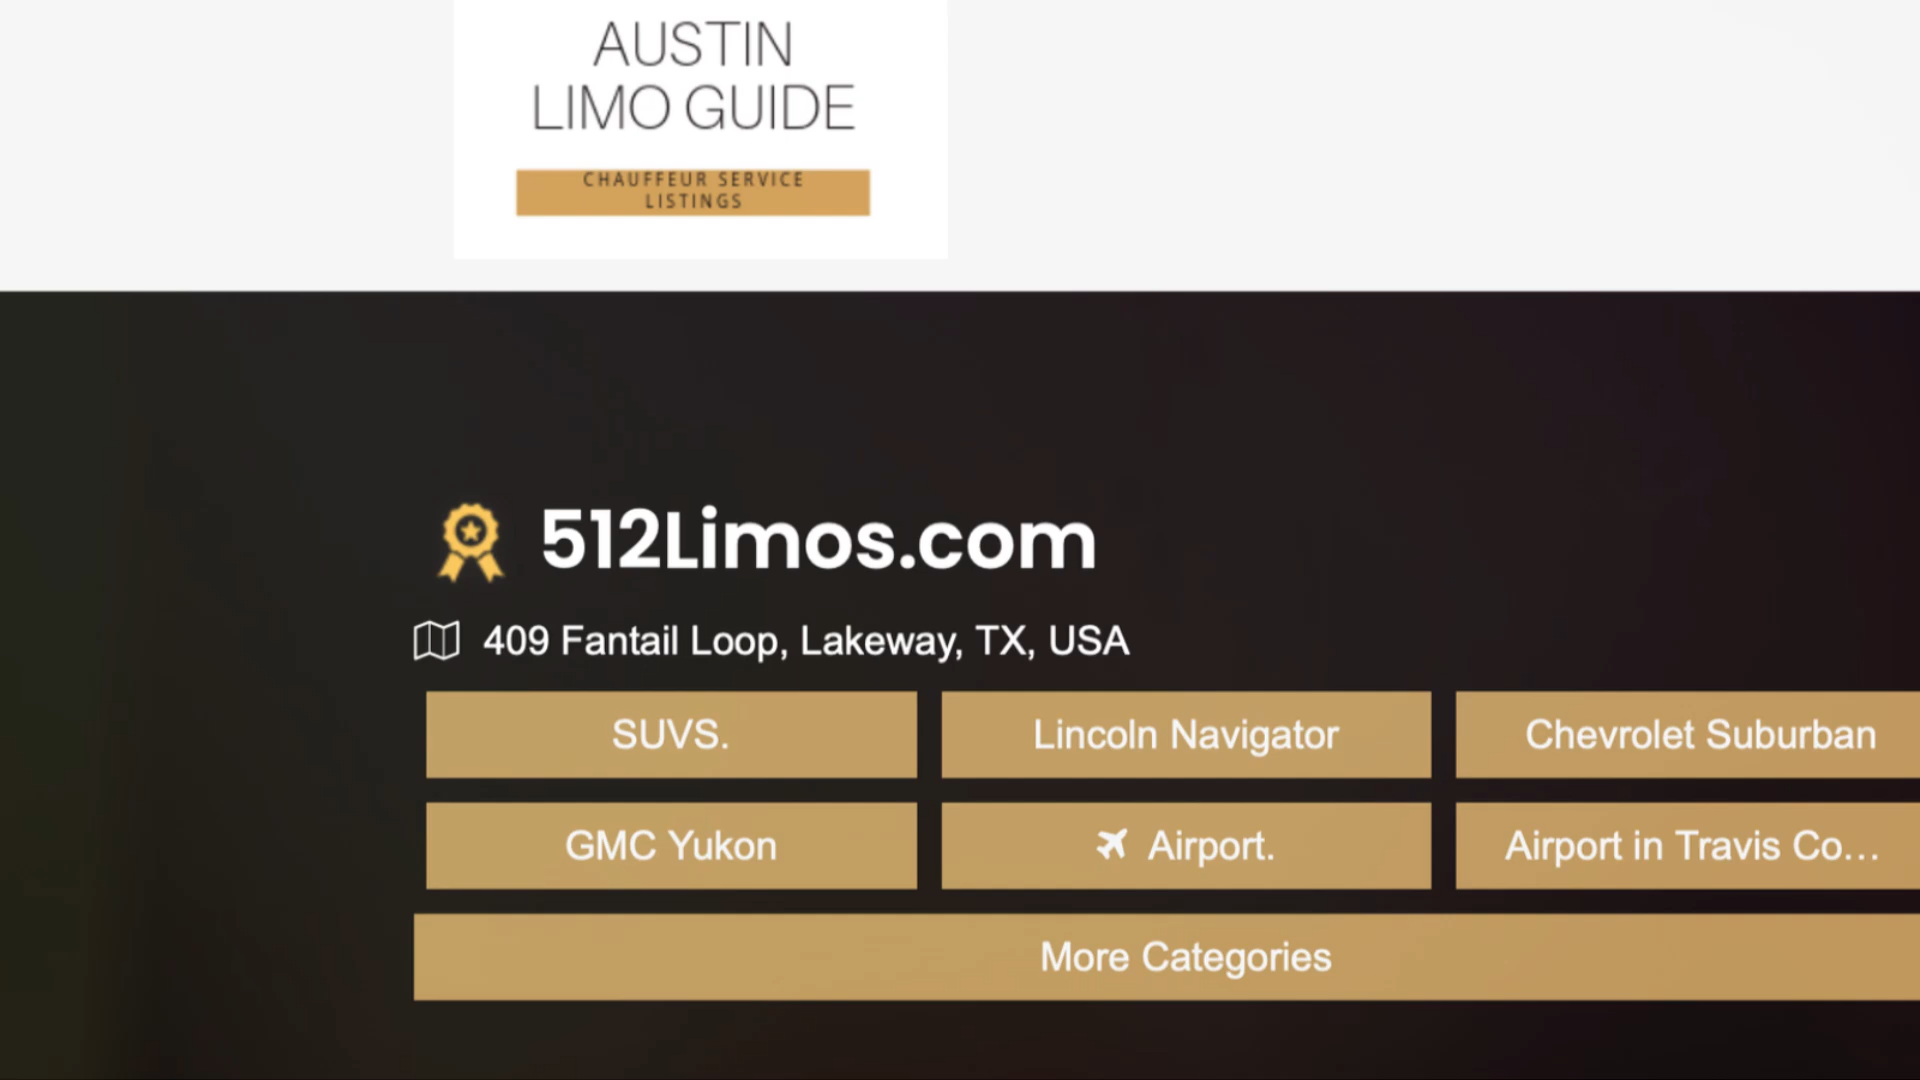 AUSTIN
LIMO GUIDE
CHAUFFEUR SERVICE
LISTINGS
512Limos.com
409 Fantail Loop, Lakeway, TX, USA
SUVS.
Lincoln Navigator
Chevrolet Suburban
GMC Yukon
Airport.
Airport in Travis Co...
More Categories